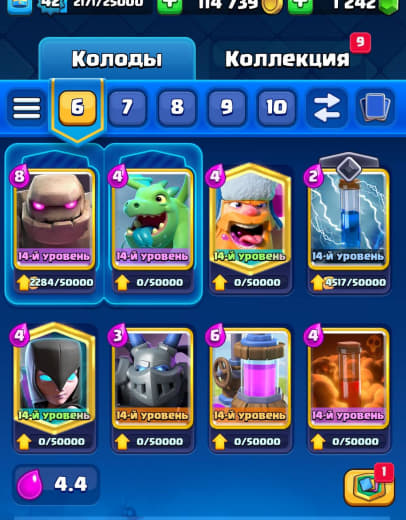 42 2171/25000 114 739 1 242
Колоды Коллекция 9
6 7 8 9 10
8 4 4 2
14-й уровень 14-й уровень 14-й уровень 14-й уровень
2284/50000 0/50000 0/50000 4517/50000
4 3 6 4
14-й уровень 14-й уровень 14-й уровень 14-й уровень
0/50000 0/50000 0/50000 0/50000
4.4 1